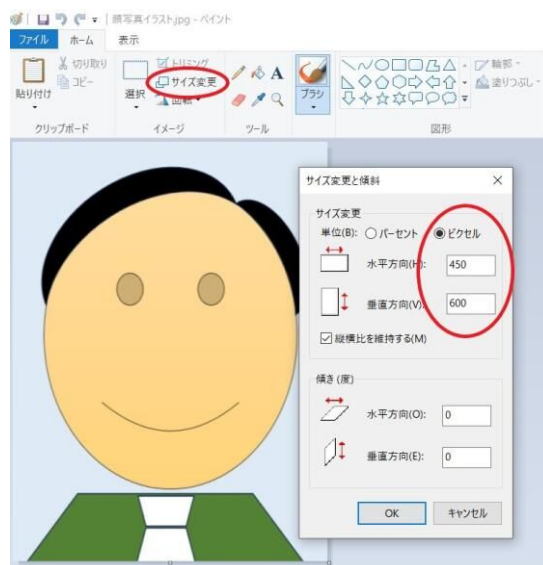 顔写真イラスト.jpg - ペイント
ファイル ホーム 表示
貼り付け
切り取り
コピー
クリップボード
選択
トリミング
サイズ変更
回転
イメージ
A
ツール
ブラシ
輪郭
塗りつぶし
図形
サイズ変更と傾斜
サイズ変更
単位(B): パーセント ピクセル
水平方向(H): 450
垂直方向(V): 600
縦横比を維持する(M)
傾き (度)
水平方向(O): 0
垂直方向(E): 0
OK キャンセル